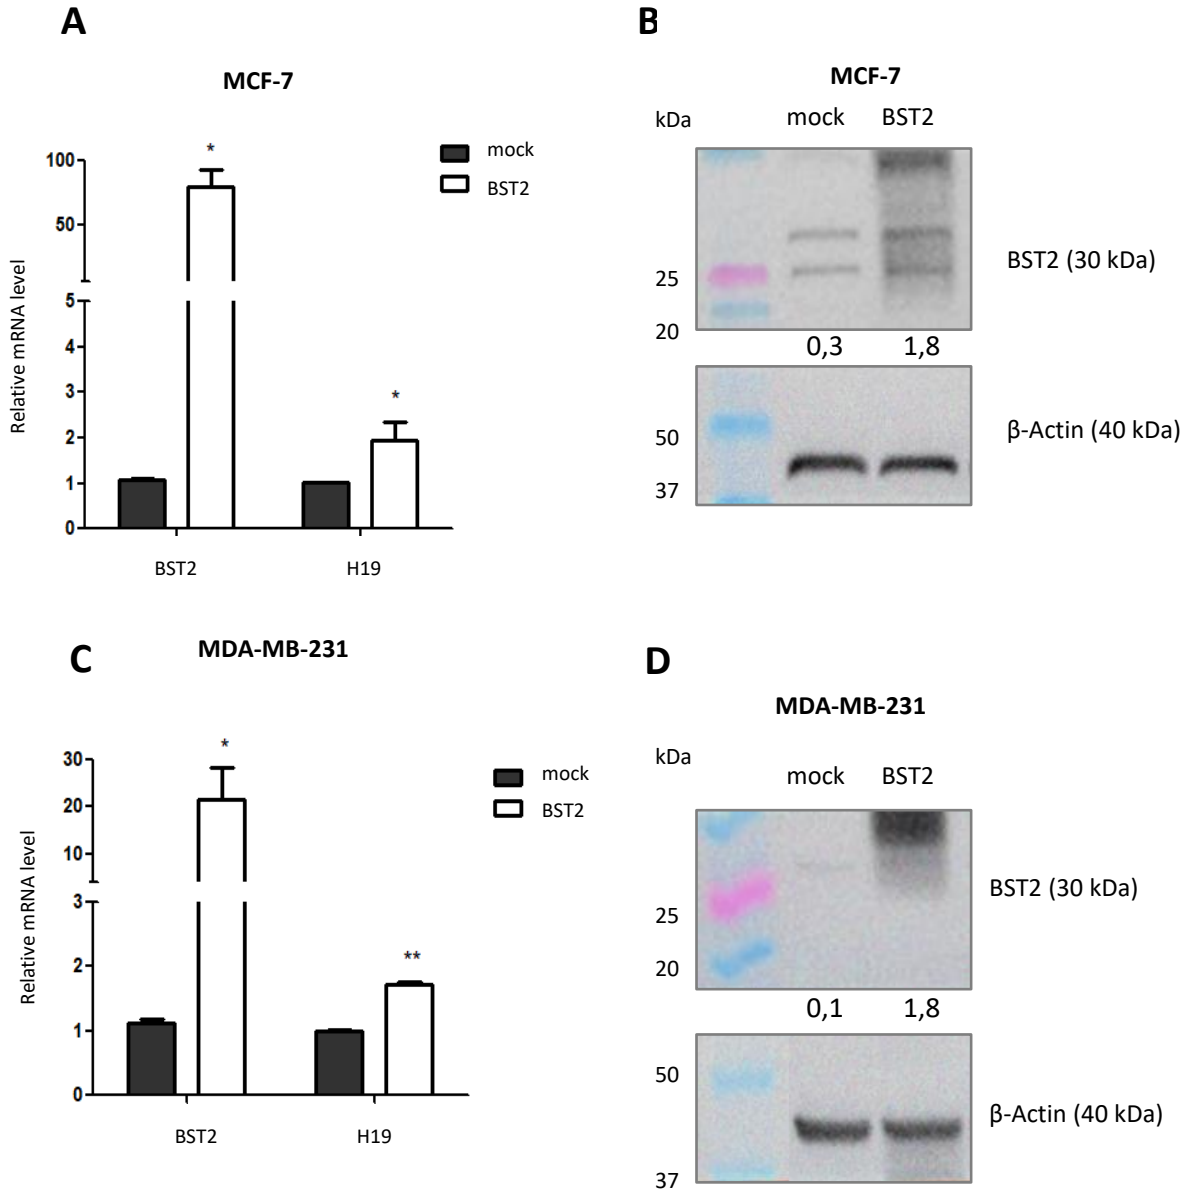 A
MCF-7
Relative mRNA level
100
50
5
4
3
2
1
0
*
*
mock
BST2
BST2
H19
B
MCF-7
kDa
mock
BST2
25
20
BST2 (30 kDa)
0,3
1,8
50
37
β-Actin (40 kDa)
C
MDA-MB-231
Relative mRNA level
30
20
10
3
2
1
0
*
**
mock
BST2
BST2
H19
D
MDA-MB-231
kDa
mock
BST2
25
20
BST2 (30 kDa)
0,1
1,8
50
37
β-Actin (40 kDa)